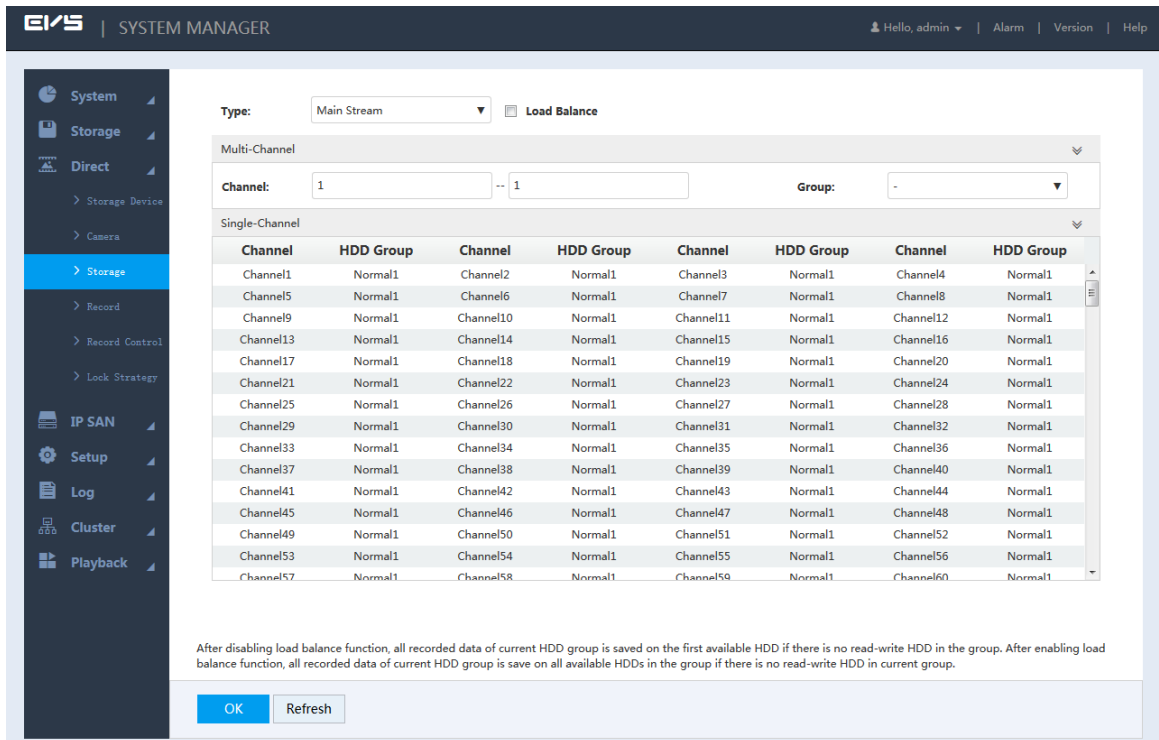 EVS | SYSTEM MANAGER
Hello, admin | Alarm | Version | Help
System
Storage
Direct
> Storage Device
> Camera
> Storage
> Record
> Record Control
> Lock Strategy
IP SAN
Setup
Log
Cluster
Playback
Type: Main Stream Load Balance
Multi-Channel
Channel: 1 -- 1 Group: -
Single-Channel
Channel HDD Group Channel HDD Group Channel HDD Group Channel HDD Group
Channel1 Normal1 Channel2 Normal1 Channel3 Normal1 Channel4 Normal1
Channel5 Normal1 Channel6 Normal1 Channel7 Normal1 Channel8 Normal1
Channel9 Normal1 Channel10 Normal1 Channel11 Normal1 Channel12 Normal1
Channel13 Normal1 Channel14 Normal1 Channel15 Normal1 Channel16 Normal1
Channel17 Normal1 Channel18 Normal1 Channel19 Normal1 Channel20 Normal1
Channel21 Normal1 Channel22 Normal1 Channel23 Normal1 Channel24 Normal1
Channel25 Normal1 Channel26 Normal1 Channel27 Normal1 Channel28 Normal1
Channel29 Normal1 Channel30 Normal1 Channel31 Normal1 Channel32 Normal1
Channel33 Normal1 Channel34 Normal1 Channel35 Normal1 Channel36 Normal1
Channel37 Normal1 Channel38 Normal1 Channel39 Normal1 Channel40 Normal1
Channel41 Normal1 Channel42 Normal1 Channel43 Normal1 Channel44 Normal1
Channel45 Normal1 Channel46 Normal1 Channel47 Normal1 Channel48 Normal1
Channel49 Normal1 Channel50 Normal1 Channel51 Normal1 Channel52 Normal1
Channel53 Normal1 Channel54 Normal1 Channel55 Normal1 Channel56 Normal1
Channel57 Normal1 Channel58 Normal1 Channel59 Normal1 Channel60 Normal1
After disabling load balance function, all recorded data of current HDD group is saved on the first available HDD if there is no read-write HDD in the group. After enabling load
balance function, all recorded data of current HDD group is save on all available HDDs in the group if there is no read-write HDD in current group.
OK Refresh